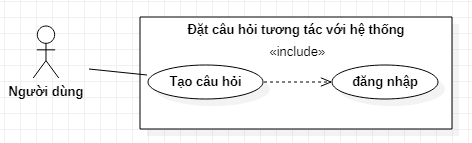 Đặt câu hỏi tương tác với hệ thống
«include»
Tạo câu hỏi
đăng nhập
Người dùng